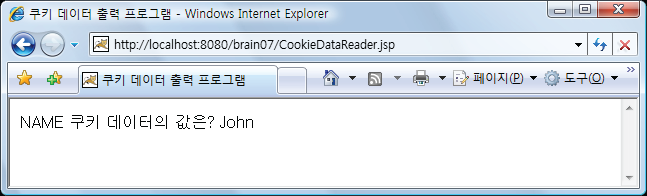 쿠키 데이터 출력 프로그램 - Windows Internet Explorer
http://localhost:8080/brain07/CookieDataReader.jsp
쿠키 데이터 출력 프로그램 페이지(P) 도구(O) »
NAME 쿠키 데이터의 값은? John